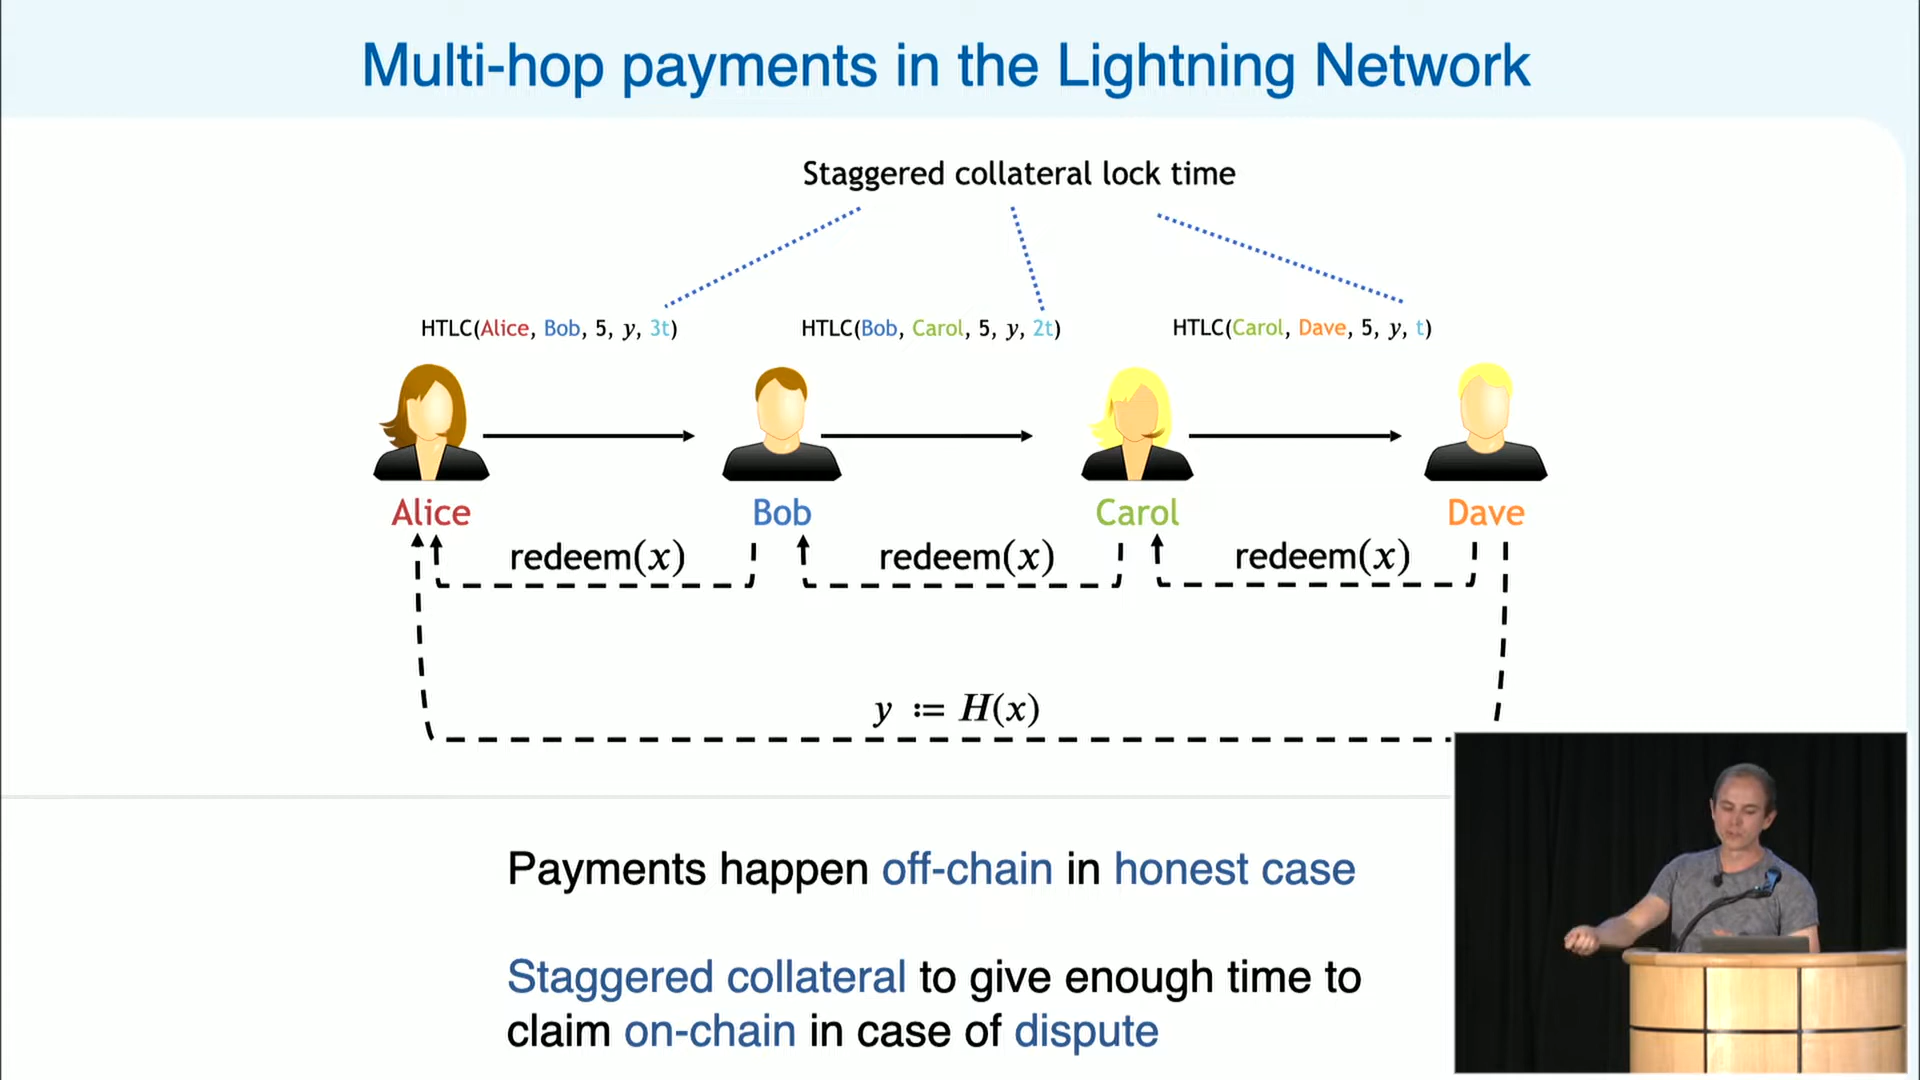 Multi-hop payments in the Lightning Network
Staggered collateral lock time
HTLC(Alice, Bob, 5, y, 3t)
HTLC(Bob, Carol, 5, y, 2t)
HTLC(Carol, Dave, 5, y, t)
Alice
Bob
Carol
Dave
redeem(x)
redeem(x)
redeem(x)
y := H(x)
Payments happen off-chain in honest case
Staggered collateral to give enough time to
claim on-chain in case of dispute